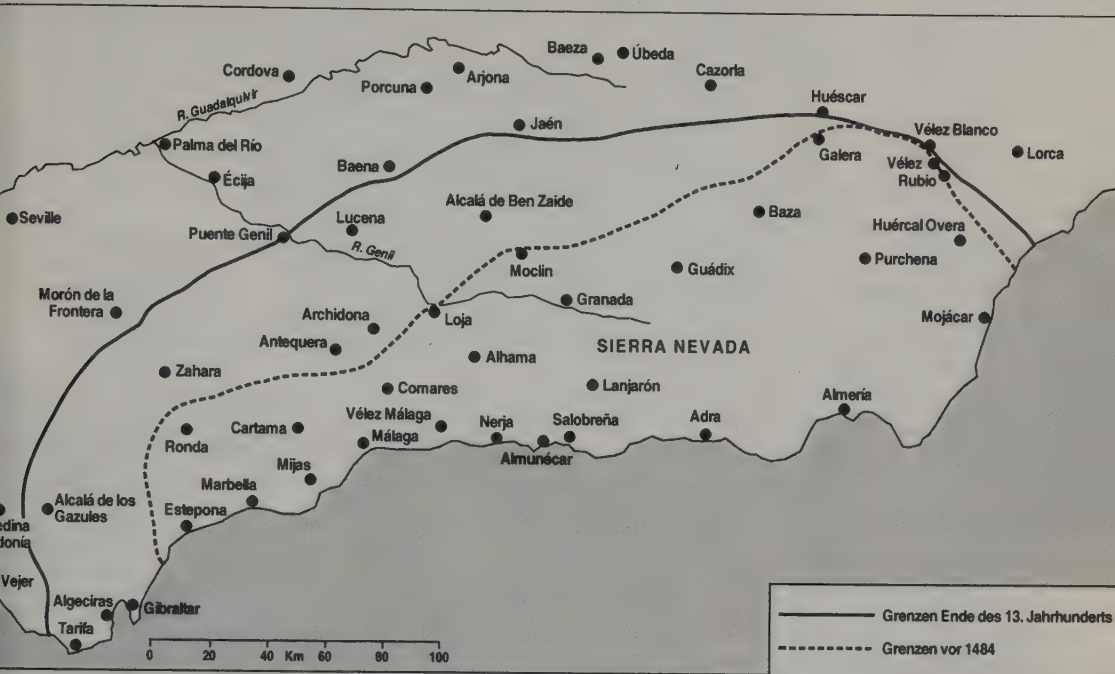 Baeza
Úbeda
Cordova
Arjona
Porcuna
Cazorla
R. Guadalquivir
Huéscar
Jaén
Vélez Blanco
Palma del Río
Galera
Lorca
Baena
Vélez
Rubio
Écija
Alcalá de Ben Zaide
Baza
Seville
Lucena
Huércal Overa
Puente Genil
R. Genil
Moclin
Guádix
Purchena
Morón de la
Frontera
Archidona
Loja
Granada
Mojácar
Antequera
SIERRA NEVADA
Zahara
Alhama
Comares
Lanjarón
Almería
Ronda
Cartama
Vélez Málaga
Málaga
Nerja
Salobreña
Adra
Almunécar
Mijas
Marbella
Alcalá de los
Gazules
Estepona
edina
donía
Vejer
Algeciras
Gibraltar
Tarifa
0 20 40 Km 60 80 100
Grenzen Ende des 13. Jahrhunderts
Grenzen vor 1484